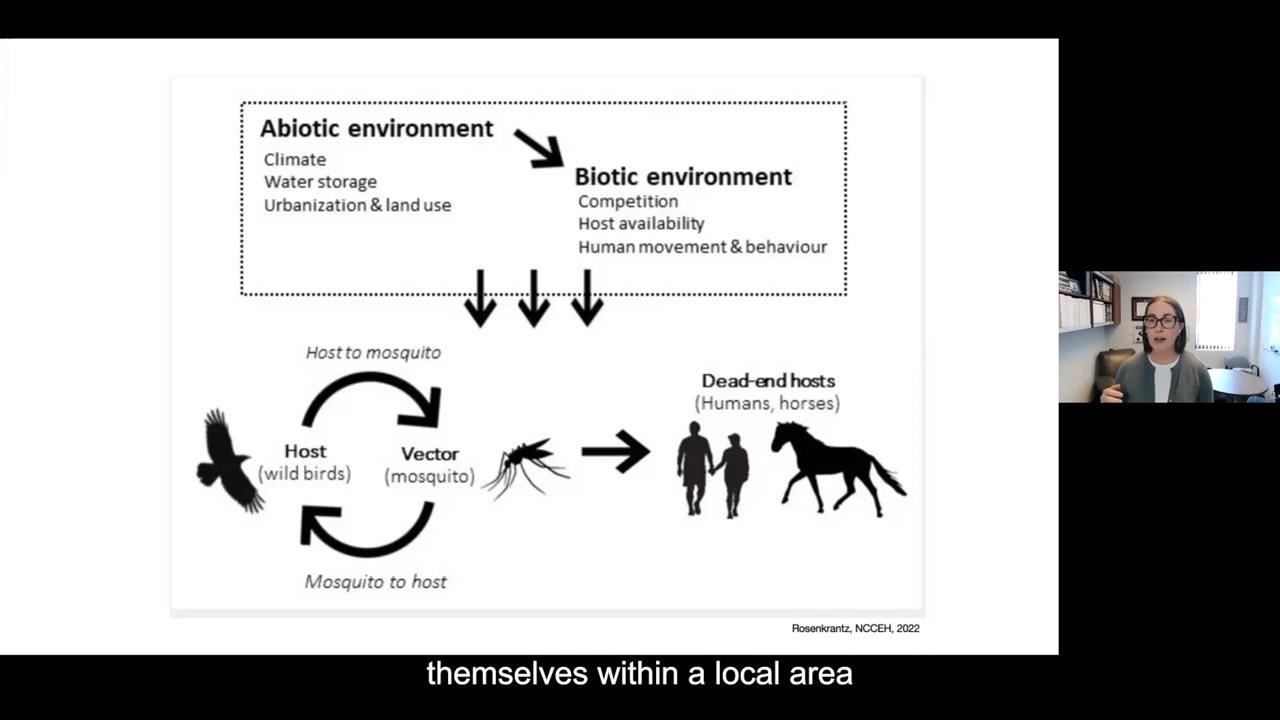 Abiotic environment
Climate
Water storage
Urbanization & land use
Biotic environment
Competition
Host availability
Human movement & behaviour
Host to mosquito
Host
(wild birds)
Vector
(mosquito)
Mosquito to host
Dead-end hosts
(Humans, horses)
Rosenkrantz, NCCEH, 2022
themselves within a local area